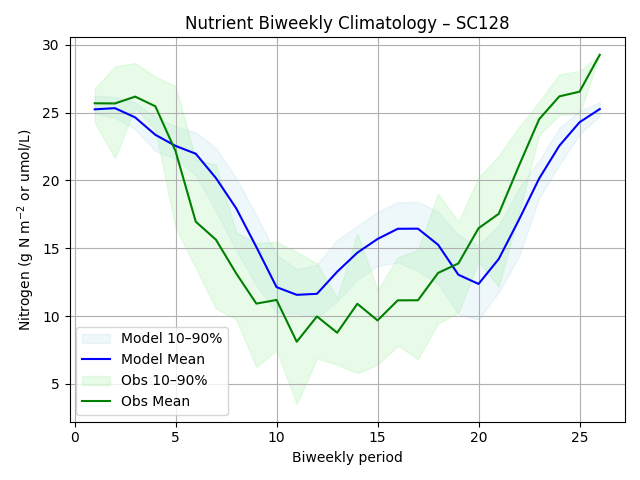 Nutrient Biweekly Climatology – SC128
Nitrogen (g N m⁻² or umol/L)
30
25
20
15
10
5
Model 10–90%
Model Mean
Obs 10–90%
Obs Mean
0
5
10
15
20
25
Biweekly period